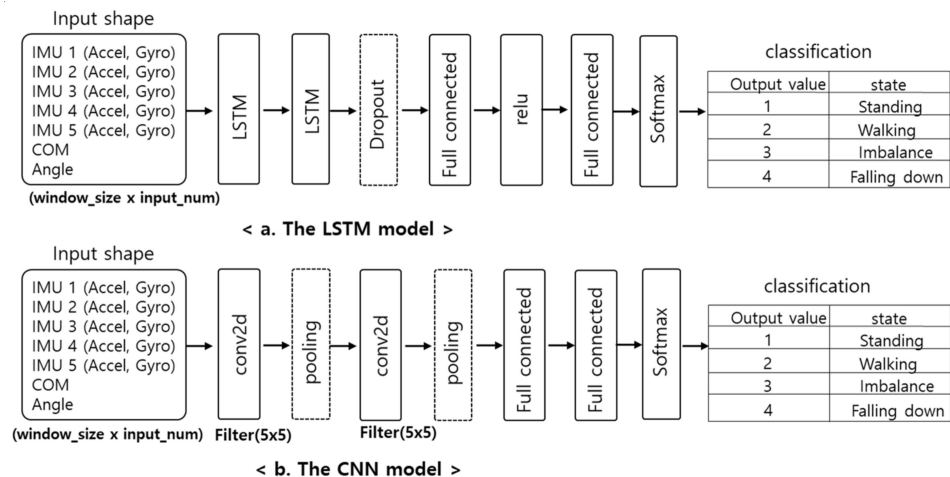 Input shape
IMU 1 (Accel, Gyro)
IMU 2 (Accel, Gyro)
IMU 3 (Accel, Gyro)
IMU 4 (Accel, Gyro)
IMU 5 (Accel, Gyro)
COM
Angle
(window_size x input_num)
LSTM
LSTM
Dropout
Full connected
relu
Full connected
Softmax
classification
Output value state
1 Standing
2 Walking
3 Imbalance
4 Falling down
< a. The LSTM model >
Input shape
IMU 1 (Accel, Gyro)
IMU 2 (Accel, Gyro)
IMU 3 (Accel, Gyro)
IMU 4 (Accel, Gyro)
IMU 5 (Accel, Gyro)
COM
Angle
(window_size x input_num)
conv2d
Filter(5x5)
pooling
conv2d
Filter(5x5)
pooling
Full connected
Full connected
Softmax
classification
Output value state
1 Standing
2 Walking
3 Imbalance
4 Falling down
< b. The CNN model >